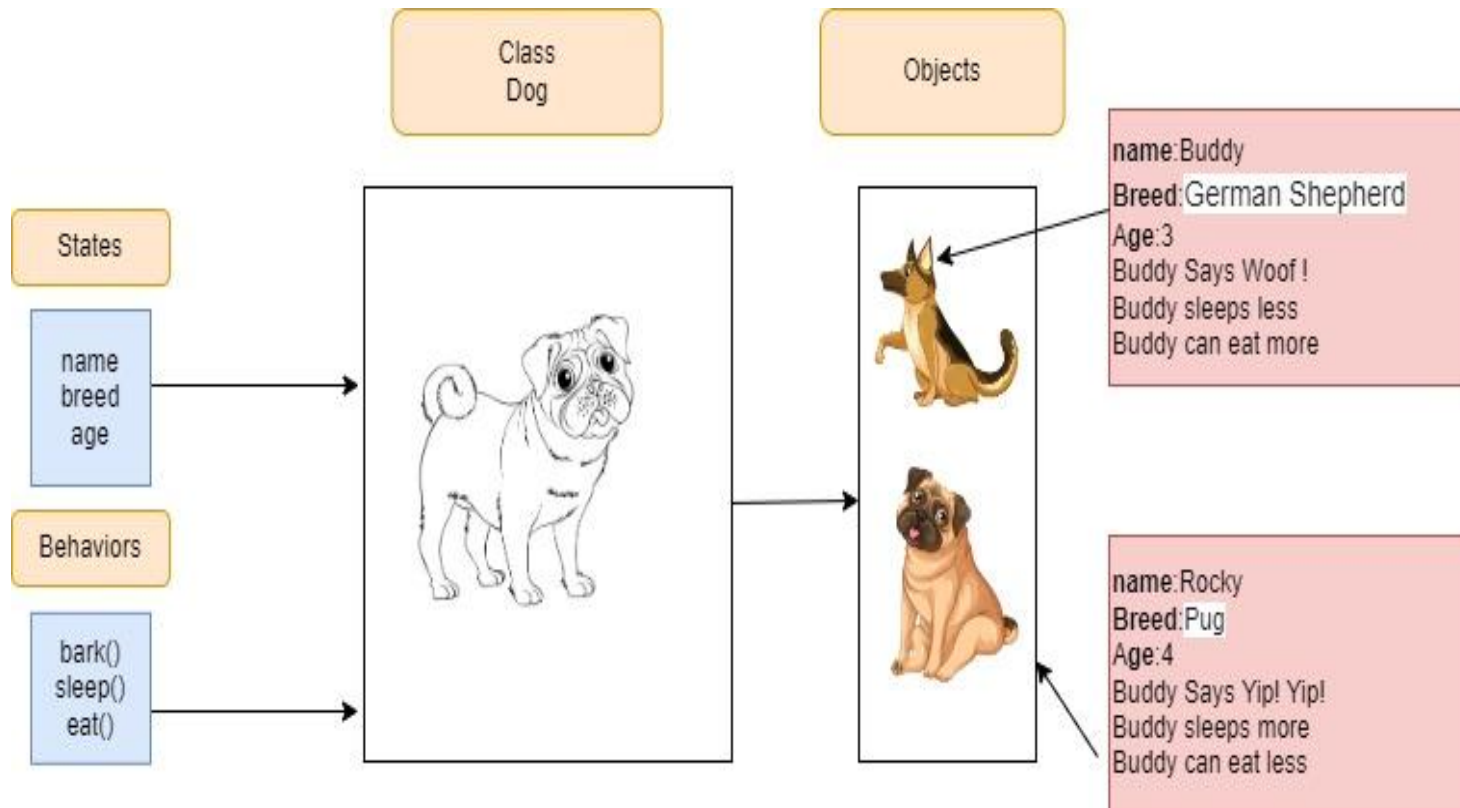 Class
Dog
Objects
States
name
breed
age
Behaviors
bark()
sleep()
eat()
name:Buddy
Breed:German Shepherd
Age:3
Buddy Says Woof !
Buddy sleeps less
Buddy can eat more
name:Rocky
Breed:Pug
Age:4
Buddy Says Yip! Yip!
Buddy sleeps more
Buddy can eat less